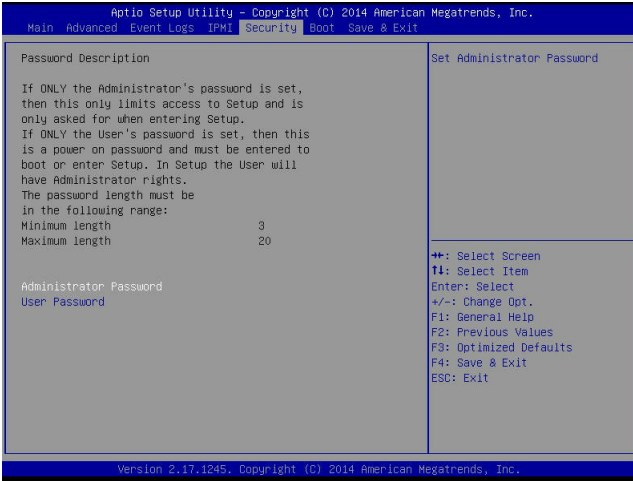 Aptio Setup Utility – Copyright (C) 2014 American Megatrends, Inc.
Main Advanced Event Logs IPMI Security Boot Save & Exit
Password Description
If ONLY the Administrator's password is set,
then this only limits access to Setup and is
only asked for when entering Setup.
If ONLY the User's password is set, then this
is a power on password and must be entered to
boot or enter Setup. In Setup the User will
have Administrator rights.
The password length must be
in the following range:
Minimum length 3
Maximum length 20
Administrator Password
User Password
Set Administrator Password
→←: Select Screen
↑↓: Select Item
Enter: Select
+/-: Change Opt.
F1: General Help
F2: Previous Values
F3: Optimized Defaults
F4: Save & Exit
ESC: Exit
Version 2.17.1245. Copyright (C) 2014 American Megatrends, Inc.